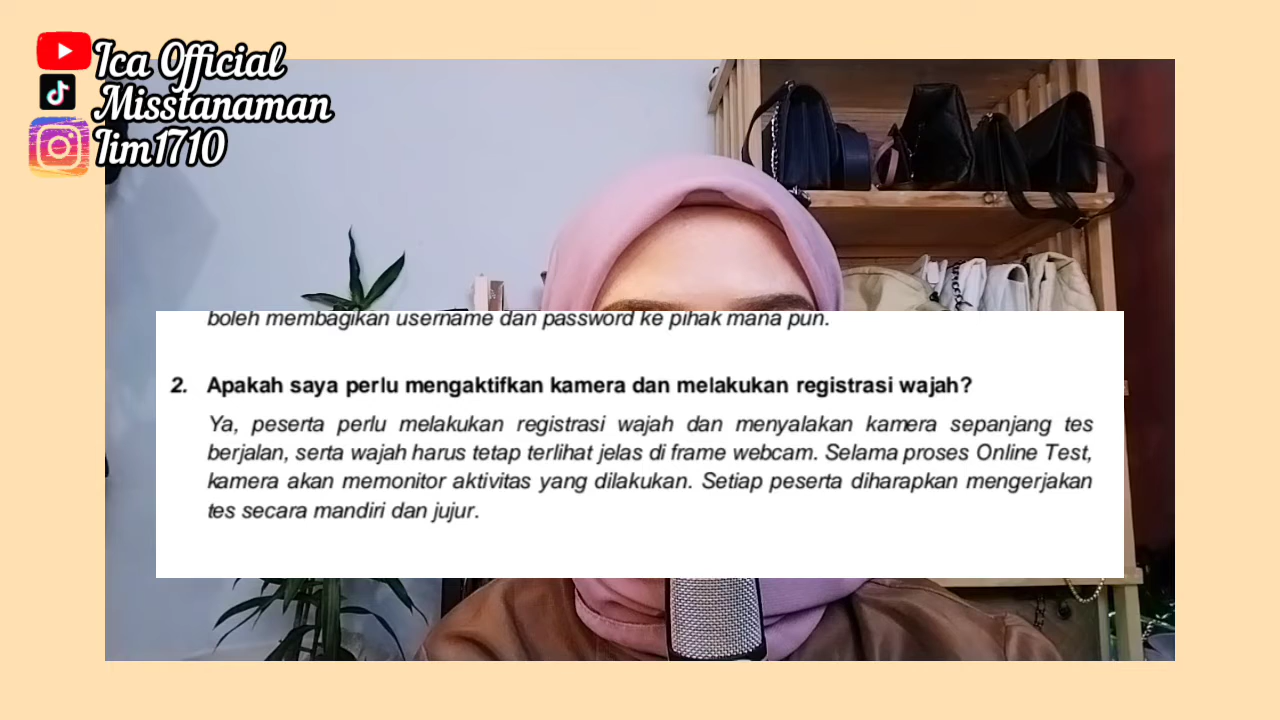 Ica Official
Misstanaman
Iim1710
boleh membagikan username dan password ke pihak mana pun.
2. Apakah saya perlu mengaktifkan kamera dan melakukan registrasi wajah?
Ya, peserta perlu melakukan registrasi wajah dan menyalakan kamera sepanjang tes
berjalan, serta wajah harus tetap terlihat jelas di frame webcam. Selama proses Online Test,
kamera akan memonitor aktivitas yang dilakukan. Setiap peserta diharapkan mengerjakan
tes secara mandiri dan jujur.